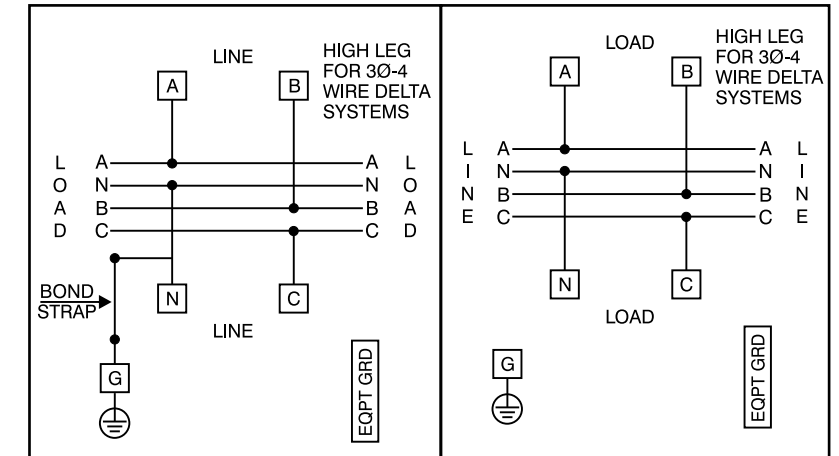 LINE
HIGH LEG
FOR 3Ø-4
WIRE DELTA
SYSTEMS
A
B
L A A L
O N N O
A B B A
D C C D
BOND
STRAP
N
C
LINE
G
EQPT GRD
LOAD
HIGH LEG
FOR 3Ø-4
WIRE DELTA
SYSTEMS
A
B
L A A L
I N N I
N B B N
E C C E
N
C
LOAD
G
EQPT GRD